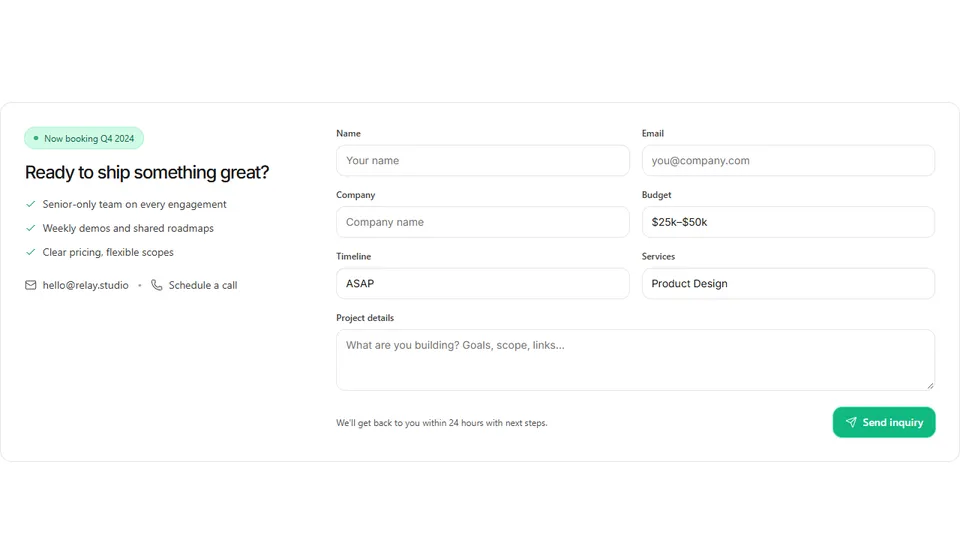 Now booking Q4 2024
Ready to ship something great?
Senior-only team on every engagement
Weekly demos and shared roadmaps
Clear pricing, flexible scopes
hello@relay.studio • Schedule a call
Name
Your name
Email
you@company.com
Company
Company name
Budget
$25k–$50k
Timeline
ASAP
Services
Product Design
Project details
What are you building? Goals, scope, links...
We'll get back to you within 24 hours with next steps.
Send inquiry